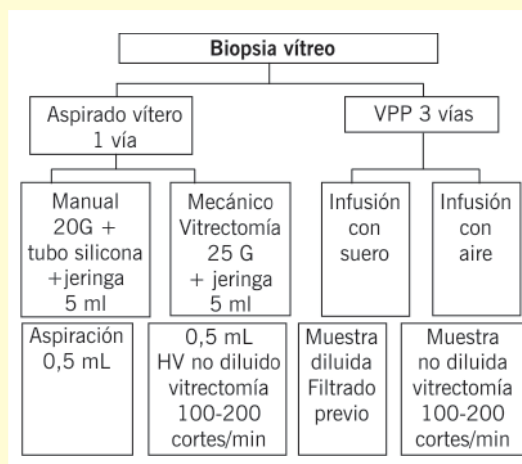 Biopsia vítreo
Aspirado vítero
1 vía
VPP 3 vías
Manual
20G +
tubo silicona
+jeringa
5 ml
Mecánico
Vitrectomía
25 G
+ jeringa
5 ml
Infusión
con
suero
Infusión
con
aire
Aspiración
0,5 mL
0,5 mL
HV no diluido
vitrectomía
100-200
cortes/min
Muestra
diluida
Filtrado
previo
Muestra
no diluida
vitrectomía
100-200
cortes/min